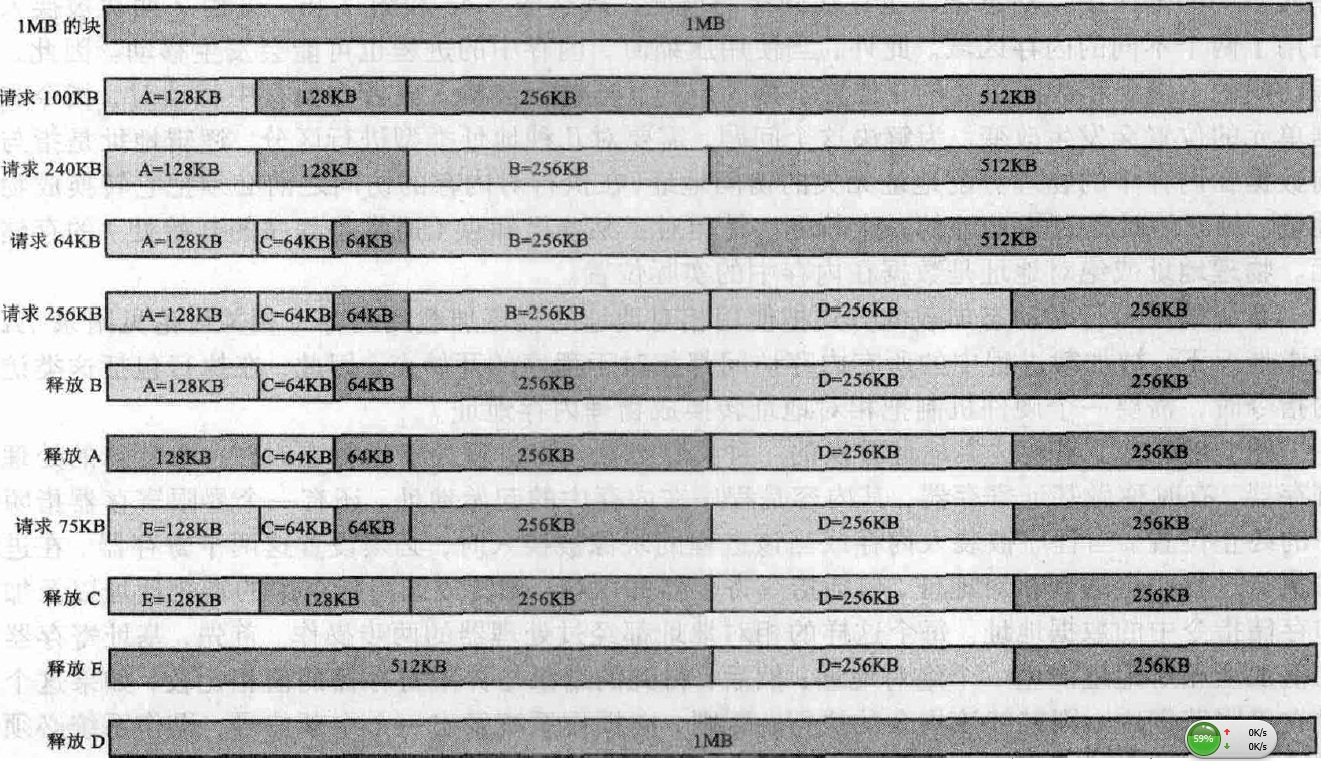 1MB 的块 1MB
请求 100KB A=128KB 128KB 256KB 512KB
请求 240KB A=128KB 128KB B=256KB 512KB
请求 64KB A=128KB C=64KB 64KB B=256KB 512KB
请求 256KB A=128KB C=64KB 64KB B=256KB D=256KB 256KB
释放 B A=128KB C=64KB 64KB 256KB D=256KB 256KB
释放 A 128KB C=64KB 64KB 256KB D=256KB 256KB
请求 75KB E=128KB C=64KB 64KB 256KB D=256KB 256KB
释放 C E=128KB 128KB 256KB D=256KB 256KB
释放 E 512KB D=256KB 256KB
释放 D 1MB
59% 0K/s
0K/s